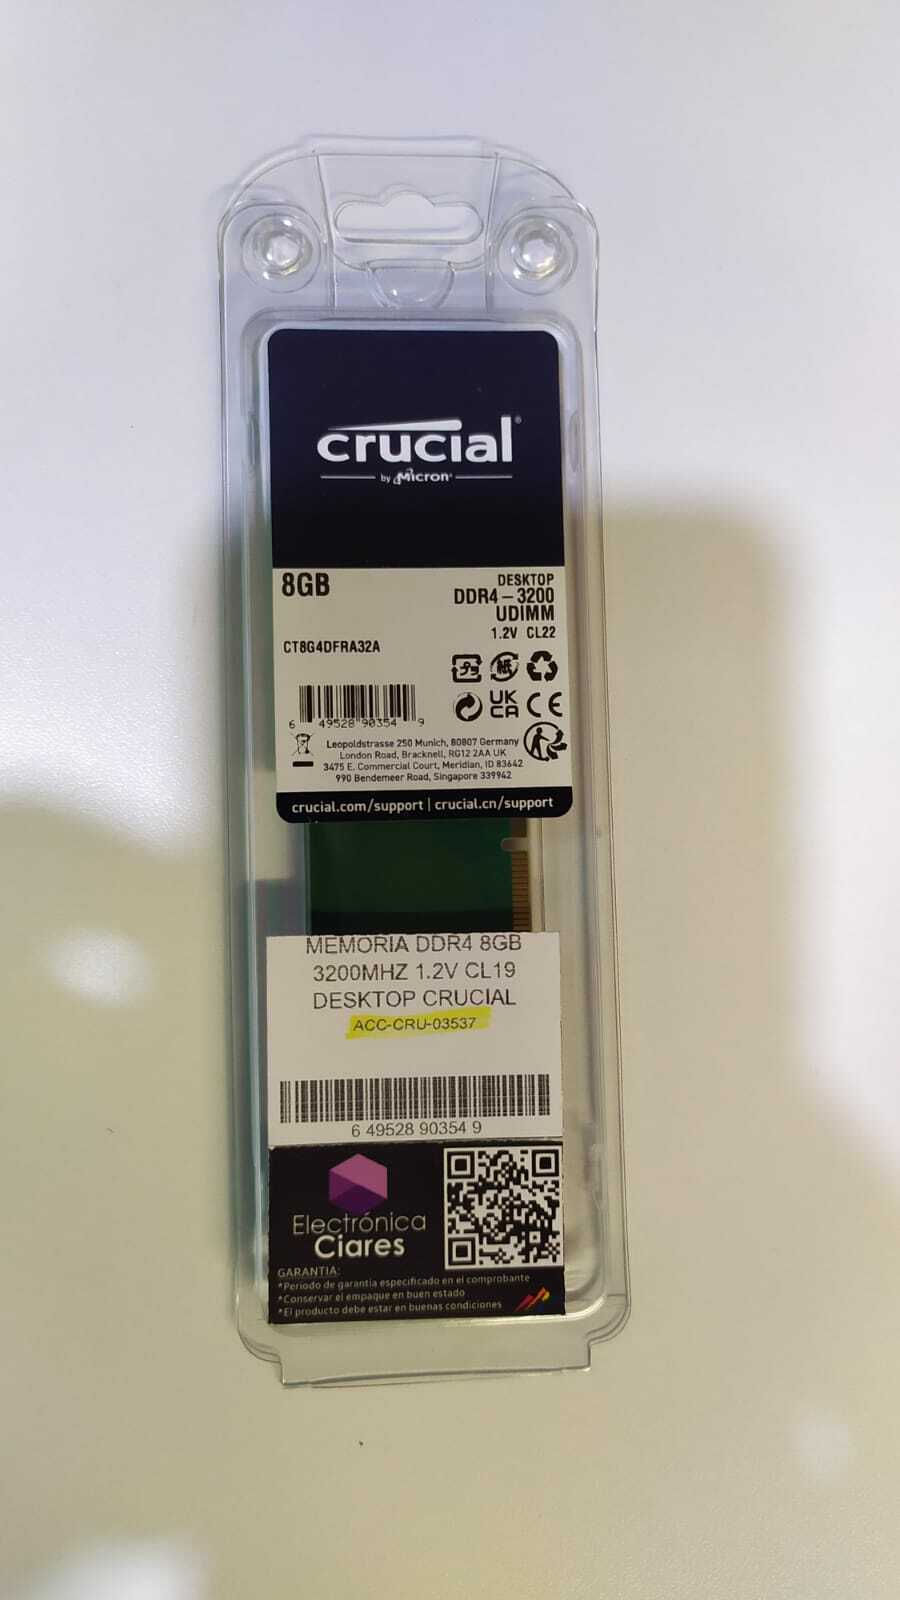 crucial®
by Micron®
8GB
DESKTOP
DDR4-3200
UDIMM
1.2V CL22
CT8G4DFRA32A
紙
UK
CA
CE
6 49528 90354 9
Leopoldstrasse 250 Munich, 80807 Germany
London Road, Bracknell, RG12 2AA UK
3475 E. Commercial Court, Meridian, ID 83642
990 Bendemeer Road, Singapore 339942
crucial.com/support | crucial.cn/support
MEMORIA DDR4 8GB
3200MHZ 1.2V CL19
DESKTOP CRUCIAL
ACC-CRU-03537
6 49528 90354 9
Electrónica
Ciares
GARANTIA:
*Periodo de garantia especificado en el comprobante
*Conservar el empaque en buen estado
*El producto debe estar en buenas condiciones